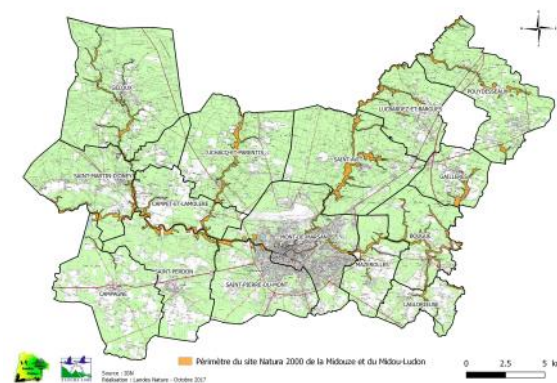 GELOUX
POUYDESSEAUX
LUCBARDEZ-ET-BARGUES
UCHACQ-ET-PARENTIS
SAINT-AVIT
GAILLERES
SAINT-MARTIN-D'ONEY
CAMPET-ET-LAMOLERE
BOUGUE
MONT-DE-MARSAN
MAZEROLLES
SAINT-PERDON
CAMPAGNE
SAINT-PIERRE-DU-MONT
LAGLORIEUSE
Périmètre du site Natura 2000 de la Midouze et du Midou-Ludon
Source : IGN
Réalisation : Landes Nature - Octobre 2017
0 2.5 5 km